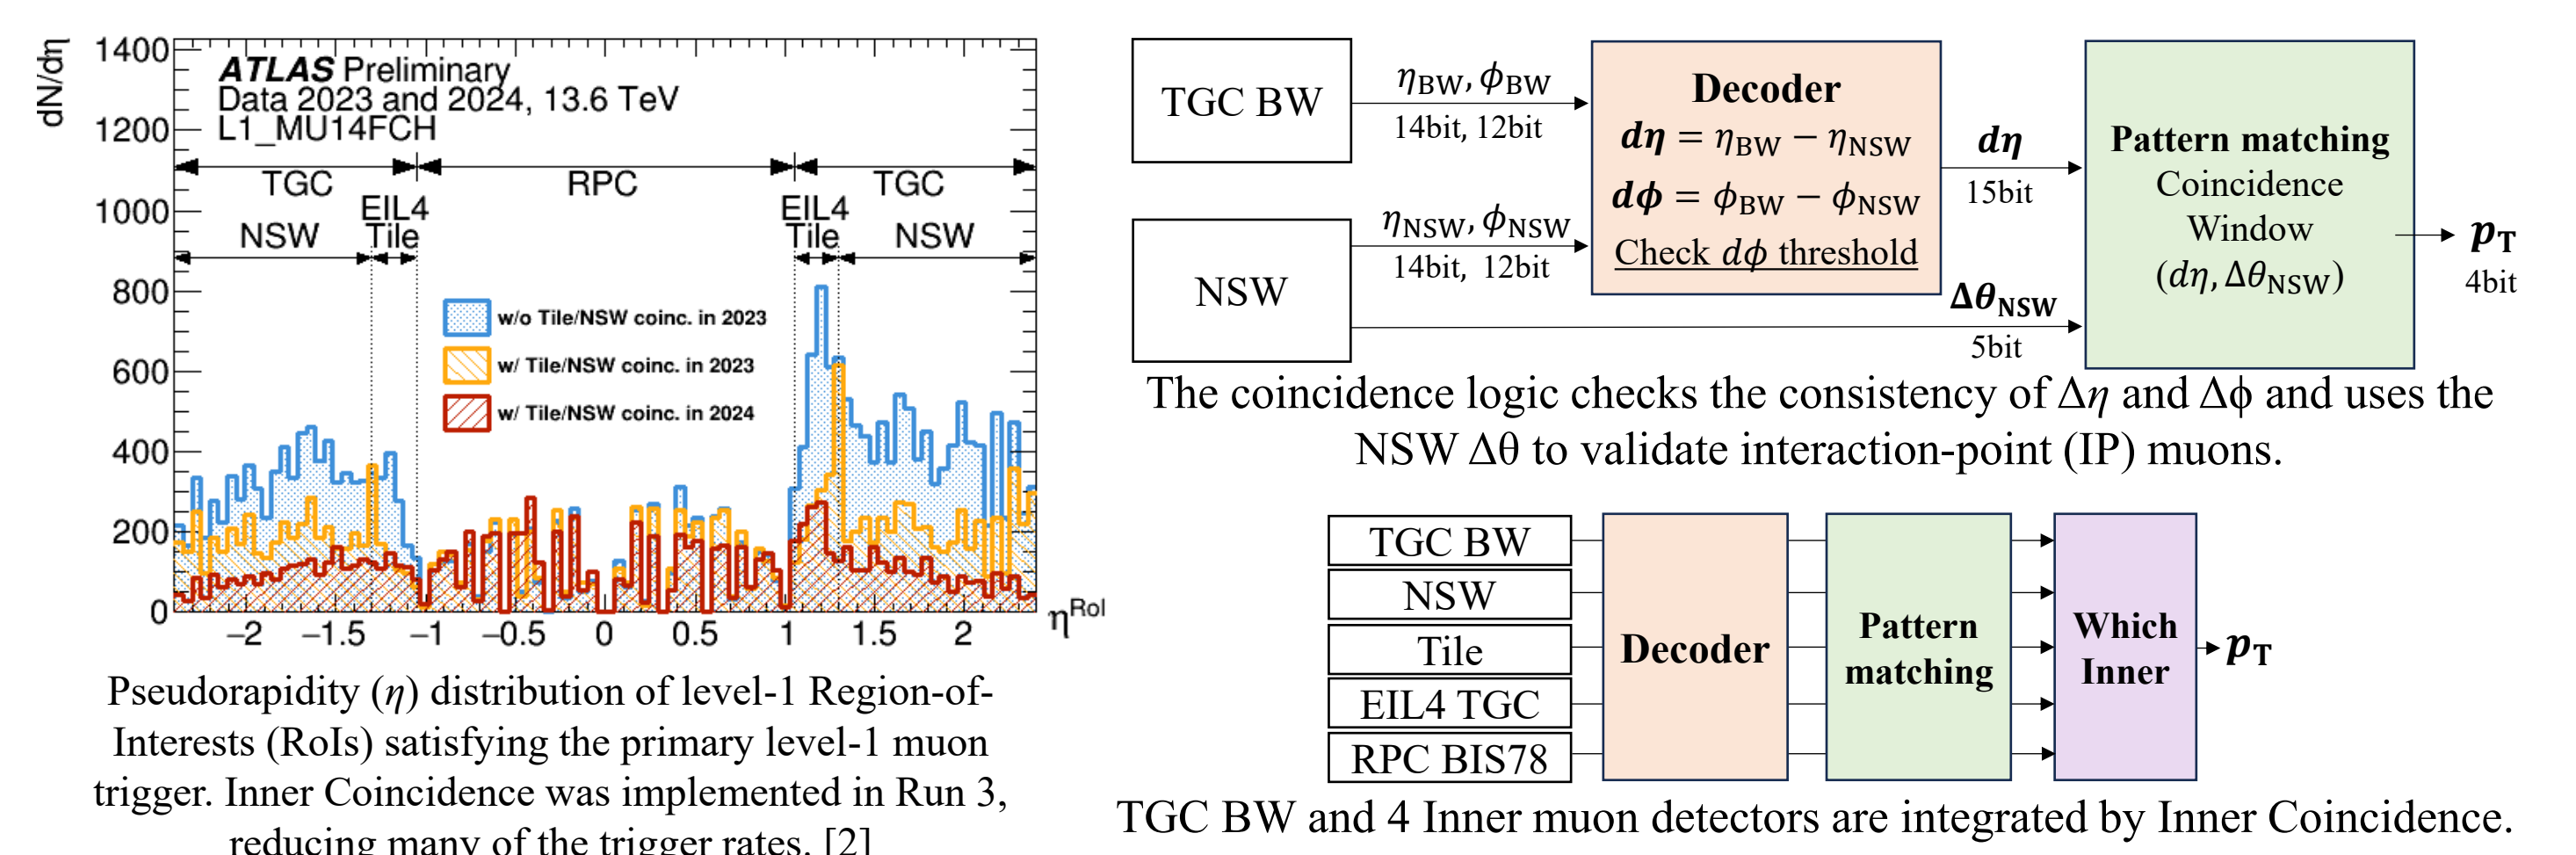 dN/dη
1400
1200
1000
800
600
400
200
0
ATLAS Preliminary
Data 2023 and 2024, 13.6 TeV
L1_MU14FCH
TGC
RPC
TGC
EIL4
EIL4
NSW
Tile
Tile
NSW
w/o Tile/NSW coinc. in 2023
w/ Tile/NSW coinc. in 2023
w/ Tile/NSW coinc. in 2024
−2 −1.5 −1 −0.5 0 0.5 1 1.5 2
η^RoI
Pseudorapidity (η) distribution of level-1 Region-of-
Interests (RoIs) satisfying the primary level-1 muon
trigger. Inner Coincidence was implemented in Run 3,
reducing many of the trigger rates. [2]
TGC BW
η_BW, ϕ_BW
14bit, 12bit
NSW
η_NSW, ϕ_NSW
14bit, 12bit
Decoder
dη = η_BW − η_NSW
dϕ = ϕ_BW − ϕ_NSW
Check dϕ threshold
dη
15bit
Δθ_NSW
5bit
Pattern matching
Coincidence
Window
(dη, Δθ_NSW)
p_T
4bit
The coincidence logic checks the consistency of Δη and Δϕ and uses the
NSW Δθ to validate interaction-point (IP) muons.
TGC BW
NSW
Tile
EIL4 TGC
RPC BIS78
Decoder
Pattern
matching
Which
Inner
p_T
TGC BW and 4 Inner muon detectors are integrated by Inner Coincidence.